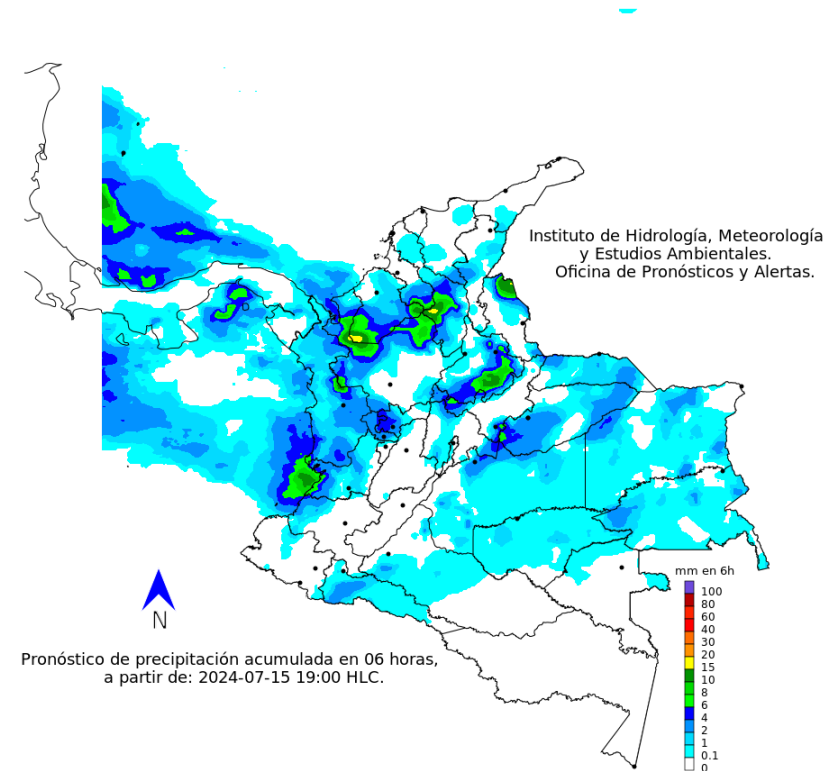 Instituto de Hidrología, Meteorología
y Estudios Ambientales.
Oficina de Pronósticos y Alertas.
mm en 6h
100
80
60
40
30
20
15
10
8
6
4
2
1
0.1
0
N
Pronóstico de precipitación acumulada en 06 horas,
a partir de: 2024-07-15 19:00 HLC.